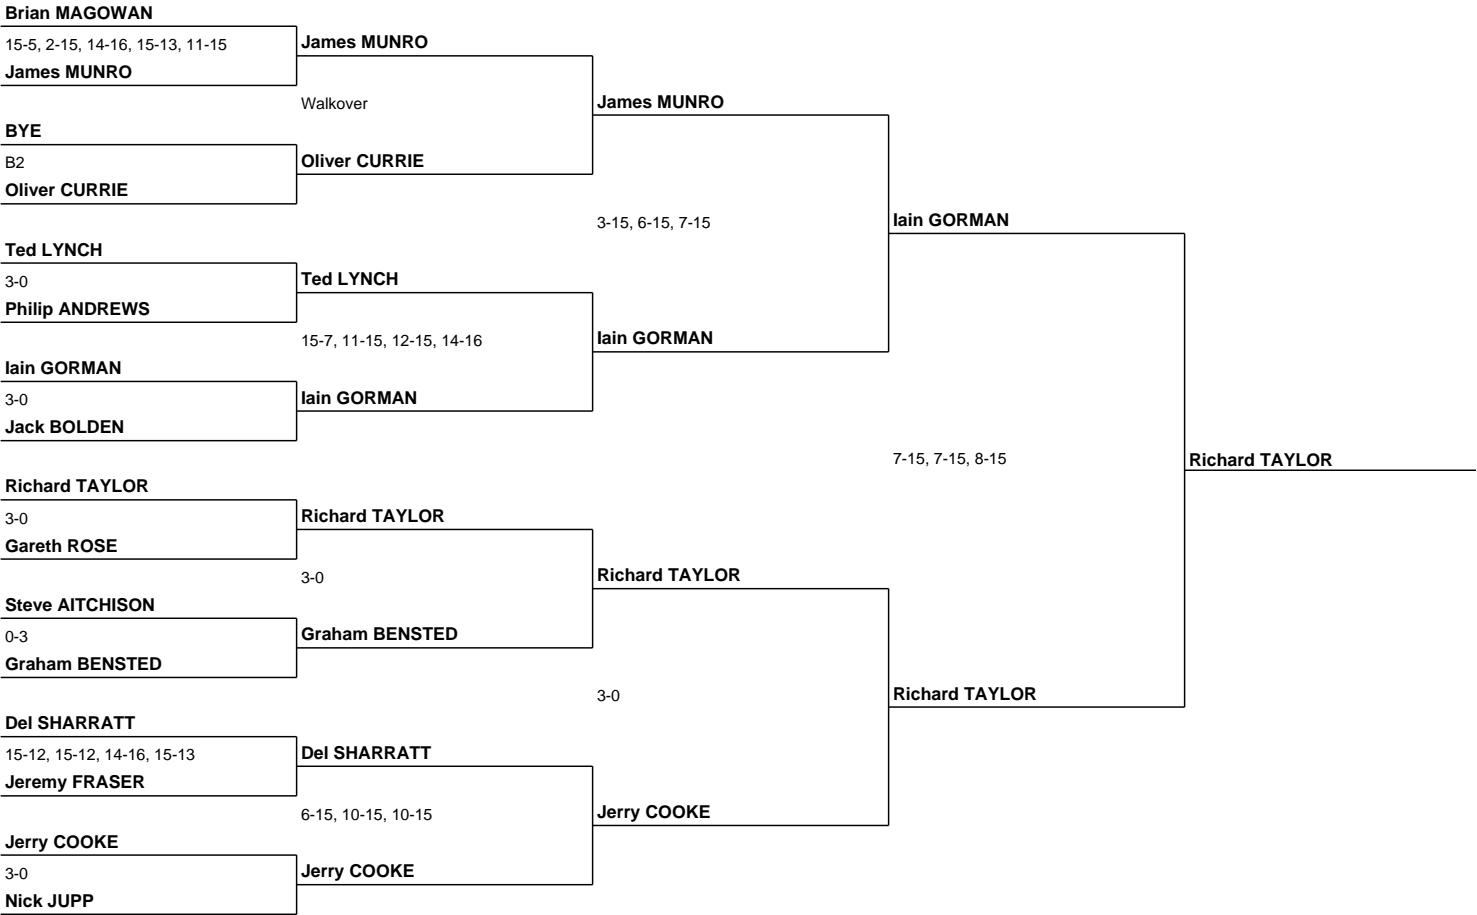 Brian MAGOWAN
15-5, 2-15, 14-16, 15-13, 11-15
James MUNRO
James MUNRO
Walkover
James MUNRO
BYE
B2
Oliver CURRIE
Oliver CURRIE
3-15, 6-15, 7-15
Iain GORMAN
Ted LYNCH
3-0
Ted LYNCH
Philip ANDREWS
15-7, 11-15, 12-15, 14-16
Iain GORMAN
Iain GORMAN
3-0
Iain GORMAN
Jack BOLDEN
7-15, 7-15, 8-15
Richard TAYLOR
Richard TAYLOR
3-0
Richard TAYLOR
Gareth ROSE
3-0
Richard TAYLOR
Steve AITCHISON
0-3
Graham BENSTED
Graham BENSTED
3-0
Richard TAYLOR
Del SHARRATT
15-12, 15-12, 14-16, 15-13
Del SHARRATT
Jeremy FRASER
6-15, 10-15, 10-15
Jerry COOKE
Jerry COOKE
3-0
Jerry COOKE
Nick JUPP